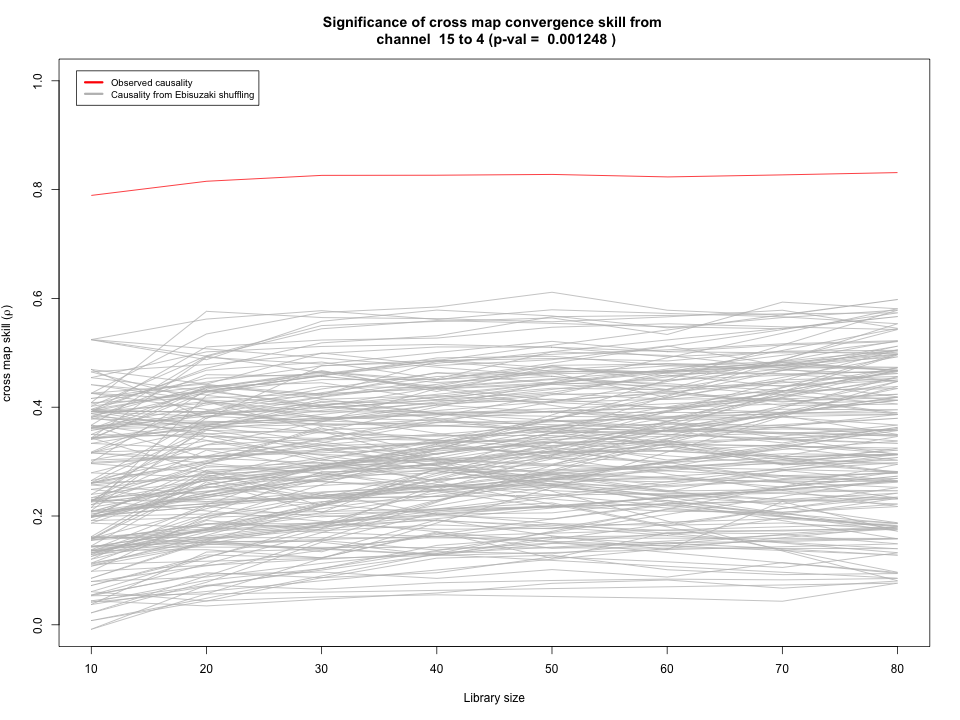 Significance of cross map convergence skill from
channel  15 to 4 (p-val =  0.001248 )
Observed causality
Causality from Ebisuzaki shuffling
cross map skill (ρ)
1.0
0.8
0.6
0.4
0.2
0.0
10 20 30 40 50 60 70 80
Library size